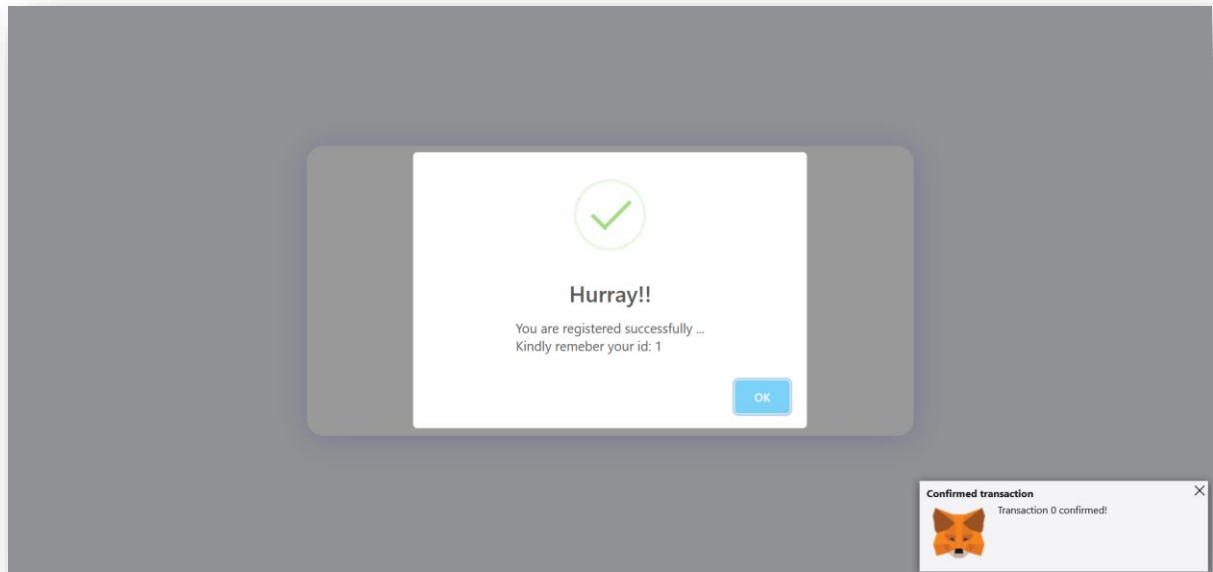 Hurray!!
You are registered successfully ...
Kindly remeber your id: 1
OK
Confirmed transaction
Transaction 0 confirmed!